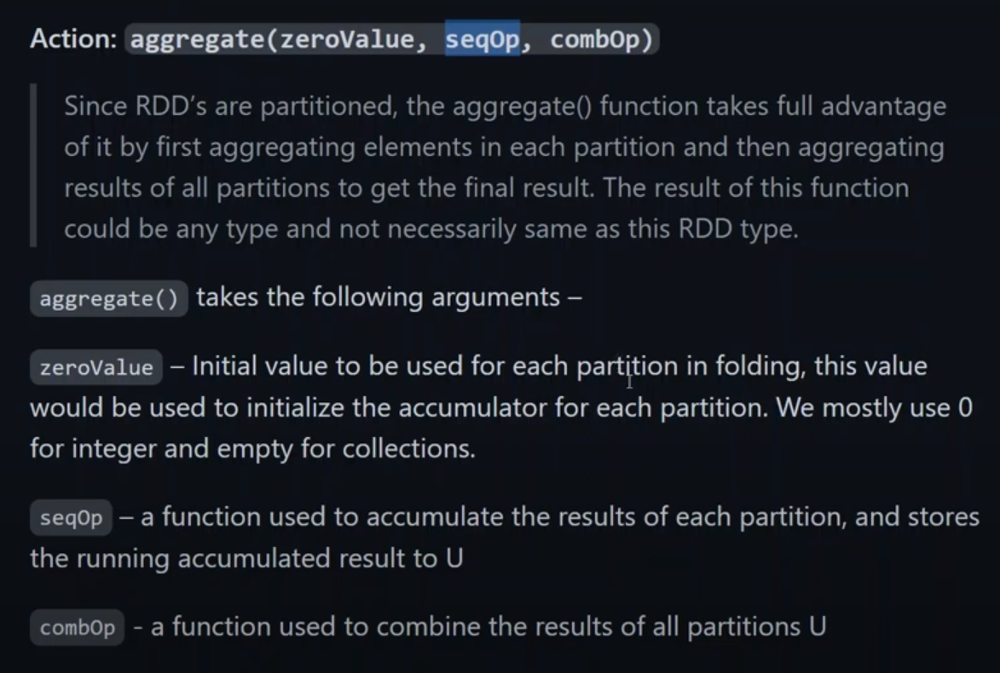 Action: aggregate(zeroValue, seqOp, combOp)
Since RDD’s are partitioned, the aggregate() function takes full advantage
of it by first aggregating elements in each partition and then aggregating
results of all partitions to get the final result. The result of this function
could be any type and not necessarily same as this RDD type.
aggregate() takes the following arguments –
zeroValue – Initial value to be used for each partition in folding, this value
would be used to initialize the accumulator for each partition. We mostly use 0
for integer and empty for collections.
seqOp – a function used to accumulate the results of each partition, and stores
the running accumulated result to U
combOp - a function used to combine the results of all partitions U